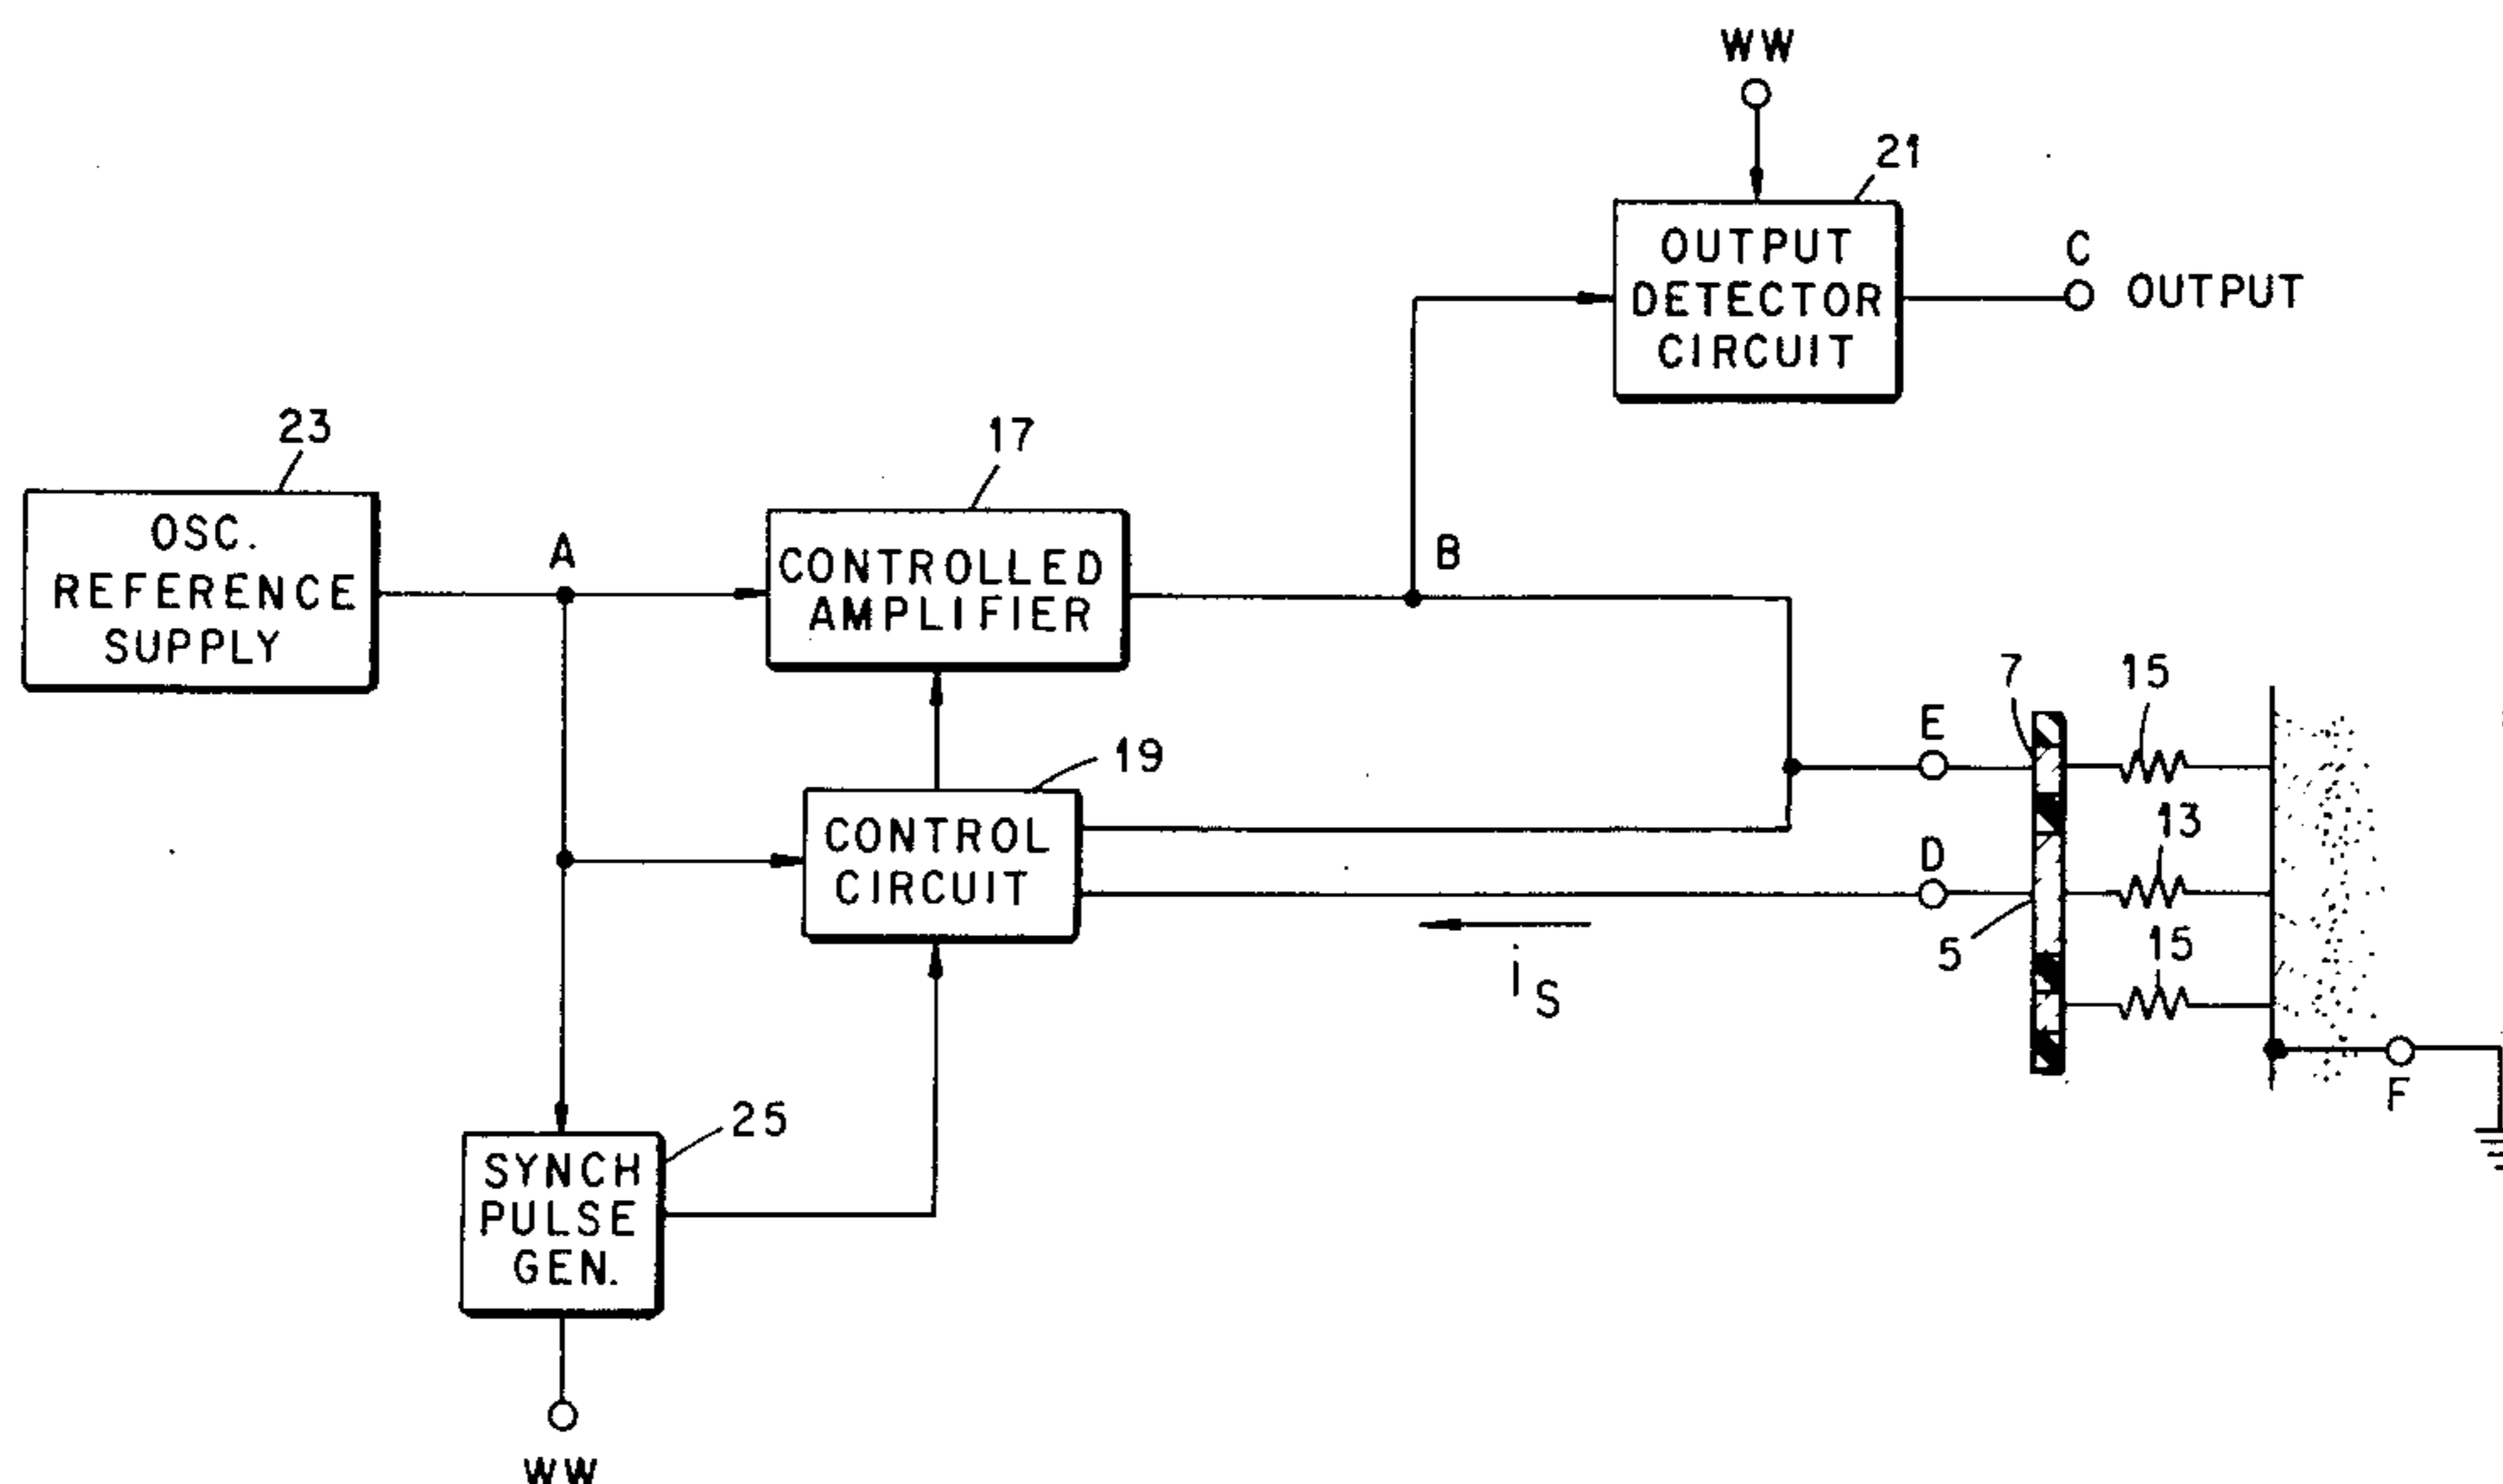 WW
21
OUTPUT
DETECTOR
CIRCUIT
C
OUTPUT
23
OSC.
REFERENCE
SUPPLY
A
17
CONTROLLED
AMPLIFIER
B
19
CONTROL
CIRCUIT
E
D
7
15
13
5
15
iS
F
25
SYNCH
PULSE
GEN.
WW